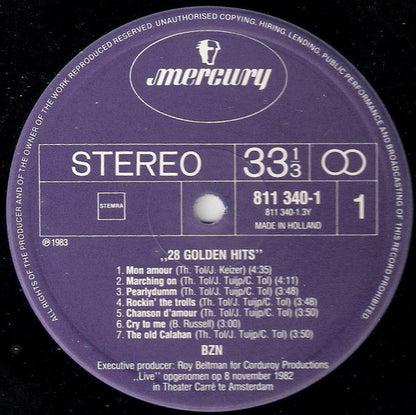 ALL RIGHTS OF THE PRODUCER AND OF THE OWNER OF THE WORK REPRODUCED RESERVED. UNAUTHORISED COPYING, HIRING, LENDING, PUBLIC PERFORMANCE AND BROADCASTING OF THIS RECORD PROHIBITED
mercury
STEREO
33 1/3
STEMRA
811 340-1
811 340-1.3Y
MADE IN HOLLAND
1
℗ 1983
„28 GOLDEN HITS"
1. Mon amour (Th. Tol/J. Keizer) (4:35)
2. Marching on (Th. Tol/J. Tuijp/C. Tol) (4:11)
3. Pearlydumm (Th. Tol/J. Tuijp/C. Tol) (3:48)
4. Rockin' the trolls (Th. Tol/J. Tuijp/C. Tol) (3:48)
5. Chanson d'amour (Th. Tol/J. Tuijp/C. Tol) (3:50)
6. Cry to me (B. Russell) (3:00)
7. The old Calahan (Th. Tol/J. Tuijp/C. Tol) (3:50)
BZN
Executive producer: Roy Beltman for Corduroy Productions
„Live" opgenomen op 8 november 1982
in Theater Carré te Amsterdam